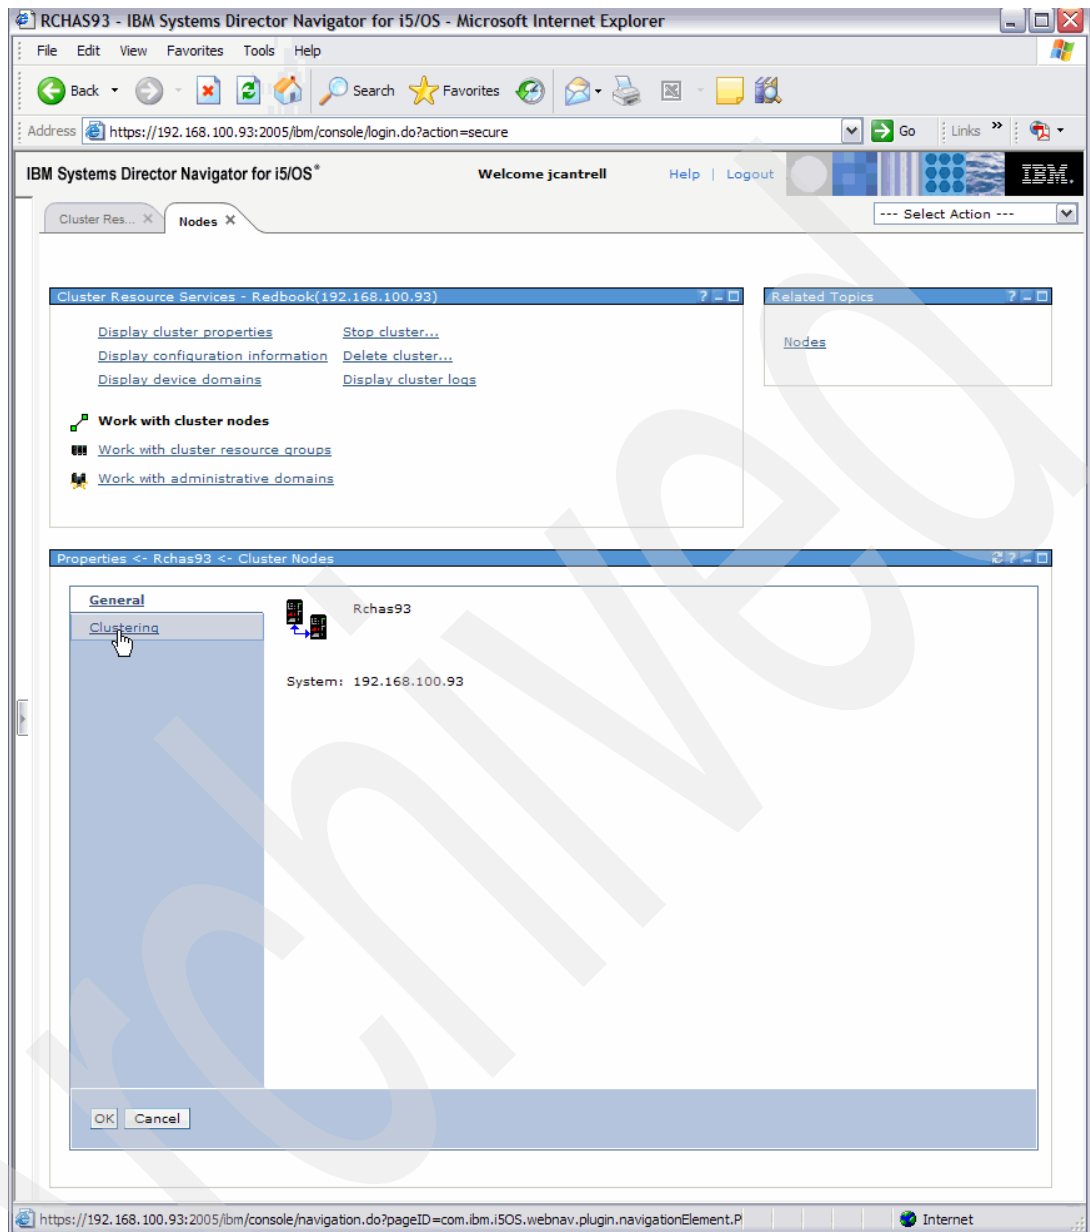 RCHAS93 - IBM Systems Director Navigator for i5/OS - Microsoft Internet Explorer
File Edit View Favorites Tools Help
Back Search Favorites
Address https://192.168.100.93:2005/ibm/console/login.do?action=secure Go Links »
IBM Systems Director Navigator for i5/OS® Welcome jcantrell Help | Logout IBM.
Cluster Res... X Nodes X --- Select Action ---
Cluster Resource Services - Redbook(192.168.100.93) ? Related Topics ?
Display cluster properties Stop cluster... Nodes
Display configuration information Delete cluster...
Display device domains Display cluster logs
Work with cluster nodes
Work with cluster resource groups
Work with administrative domains
Properties <- Rchas93 <- Cluster Nodes ?
General Rchas93
Clustering
System: 192.168.100.93
OK Cancel
https://192.168.100.93:2005/ibm/console/navigation.do?pageID=com.ibm.i5OS.webnav.plugin.navigationElement.P Internet
Archived